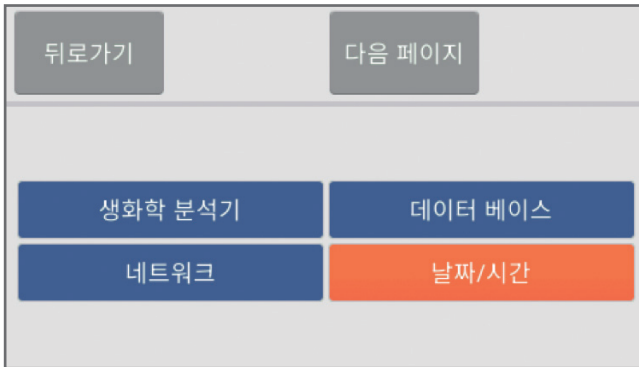 뒤로가기
다음 페이지
생화학 분석기
데이터 베이스
네트워크
날짜/시간